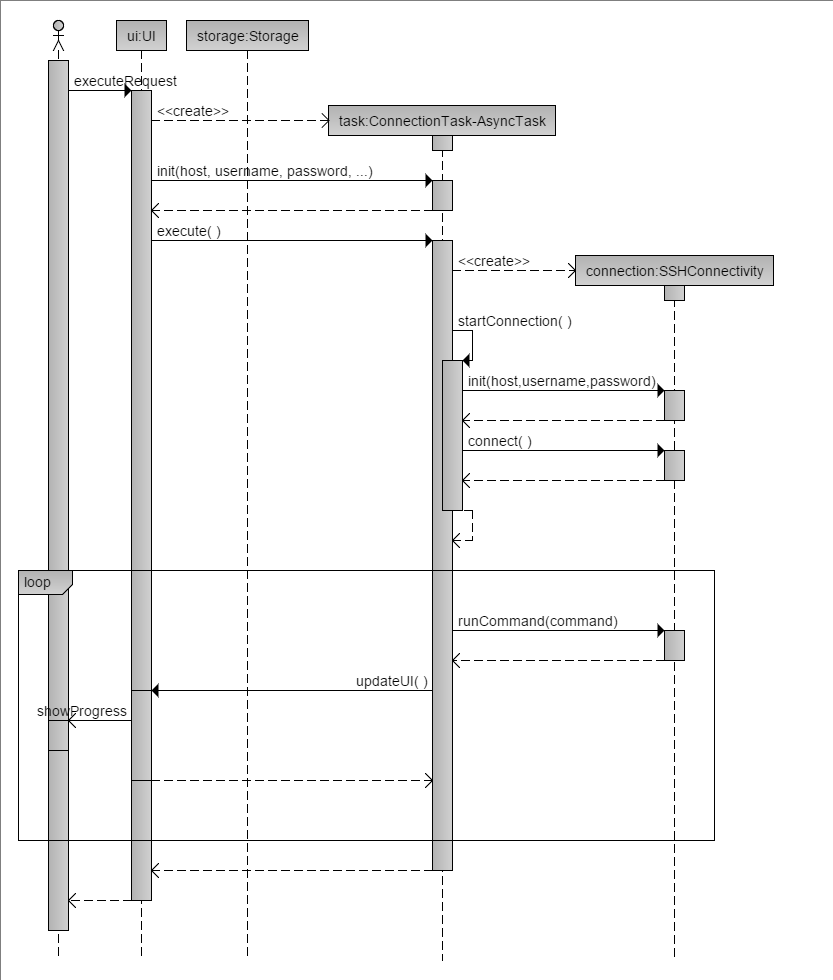 ui:UI
storage:Storage
executeRequest
<<create>>
task:ConnectionTask-AsyncTask
init(host, username, password, ...)
execute( )
<<create>>
connection:SSHConnectivity
startConnection( )
init(host,username,password)
connect( )
loop
runCommand(command)
updateUI( )
showProgress